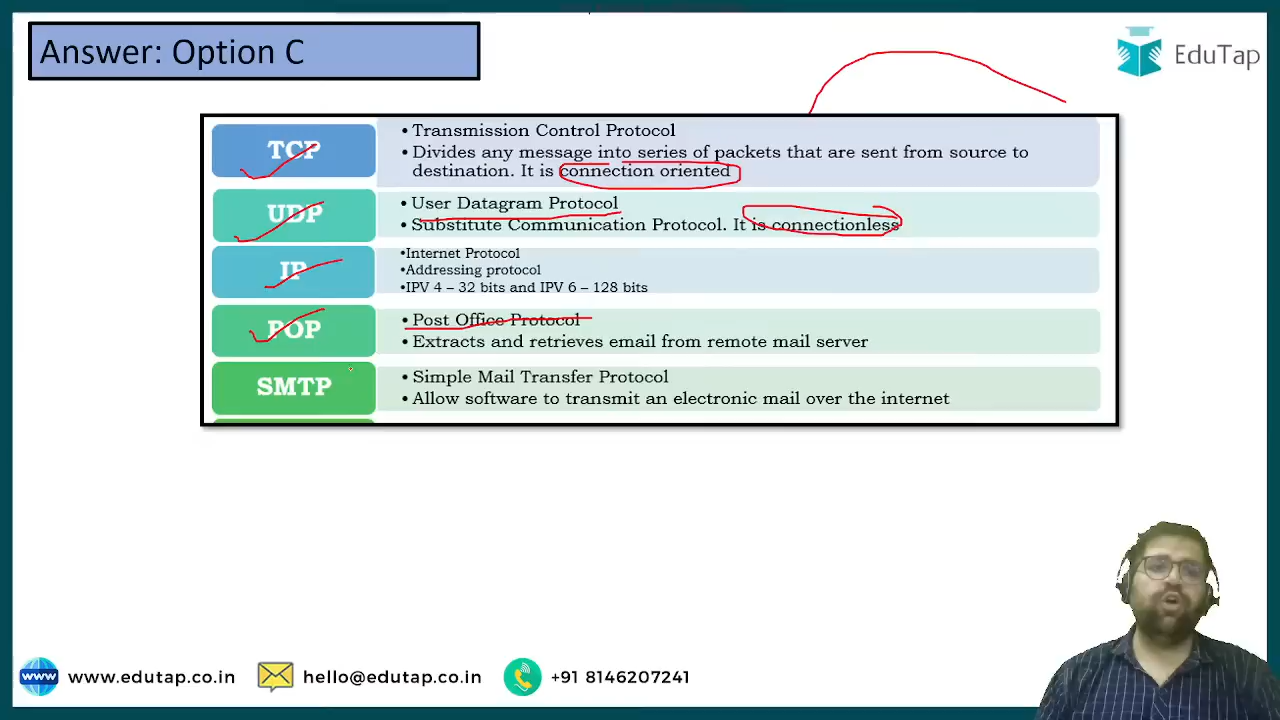 Answer: Option C
EduTap
TCP
• Transmission Control Protocol
• Divides any message into series of packets that are sent from source to
destination. It is connection oriented
UDP
• User Datagram Protocol
• Substitute Communication Protocol. It is connectionless
IP
•Internet Protocol
•Addressing protocol
•IPV 4 – 32 bits and IPV 6 – 128 bits
POP
• Post Office Protocol
• Extracts and retrieves email from remote mail server
SMTP
• Simple Mail Transfer Protocol
• Allow software to transmit an electronic mail over the internet
www
www.edutap.co.in
hello@edutap.co.in
+91 8146207241